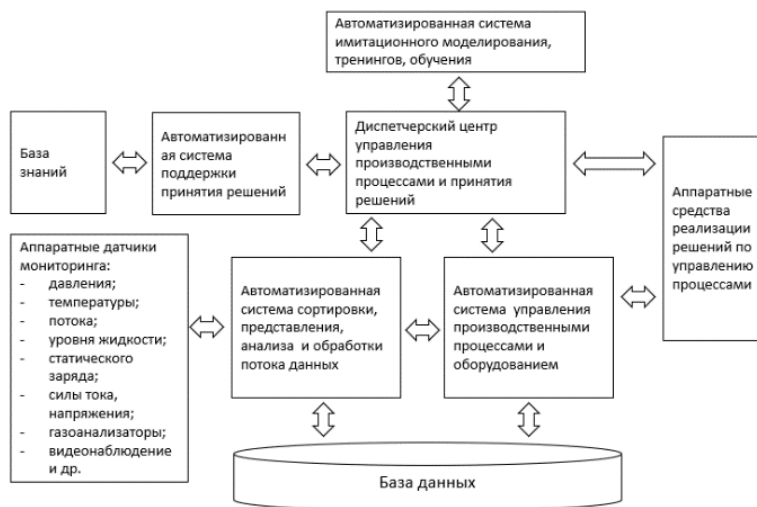 Автоматизированная система
имитационного моделирования,
тренингов, обучения
База
знаний
Автоматизированн
ая система
поддержки
принятия решений
Диспетчерский центр
управления
производственными
процессами и принятия
решений
Аппаратные
средства
реализации
решений по
управлению
процессами
Аппаратные датчики
мониторинга:
- давления;
- температуры;
- потока;
- уровня жидкости;
- статического
заряда;
- силы тока,
напряжения;
- газоанализаторы;
- видеонаблюдение
и др.
Автоматизированная
система сортировки,
представления,
анализа и обработки
потока данных
Автоматизированная
система управления
производственными
процессами и
оборудованием
База данных